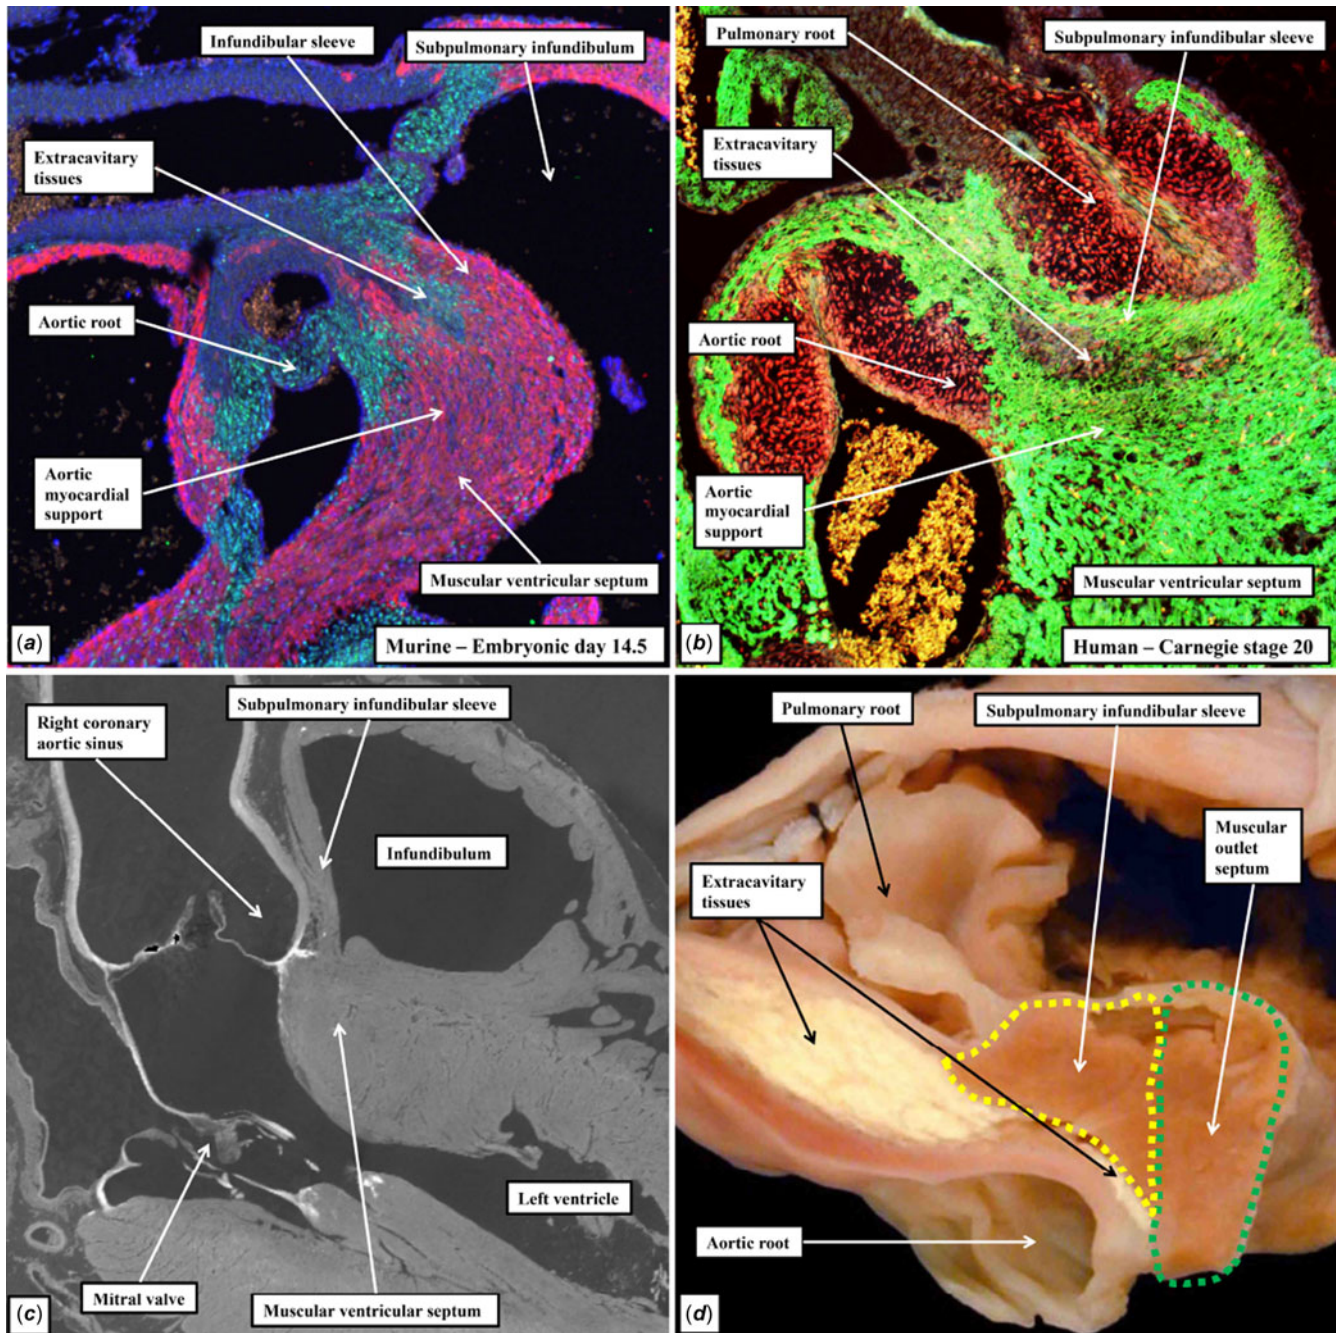 Infundibular sleeve
Subpulmonary infundibulum
Extracavitary
tissues
Aortic root
Aortic
myocardial
support
Muscular ventricular septum
(a)
Murine – Embryonic day 14.5
Pulmonary root
Subpulmonary infundibular sleeve
Extracavitary
tissues
Aortic root
Aortic
myocardial
support
Muscular ventricular septum
(b)
Human – Carnegie stage 20
Subpulmonary infundibular sleeve
Right coronary
aortic sinus
Infundibulum
Left ventricle
Mitral valve
Muscular ventricular septum
(c)
Pulmonary root
Subpulmonary infundibular sleeve
Muscular
outlet
septum
Extracavitary
tissues
Aortic root
(d)